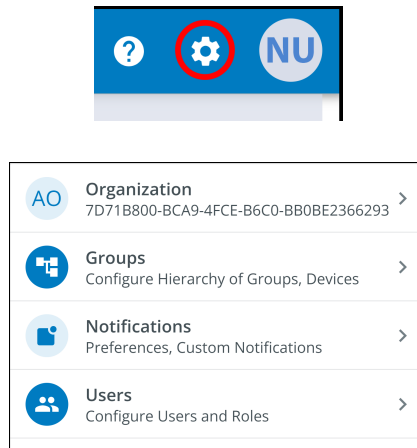 NU
AO
Organization
7D71B800-BCA9-4FCE-B6C0-BB0BE2366293
Groups
Configure Hierarchy of Groups, Devices
Notifications
Preferences, Custom Notifications
Users
Configure Users and Roles